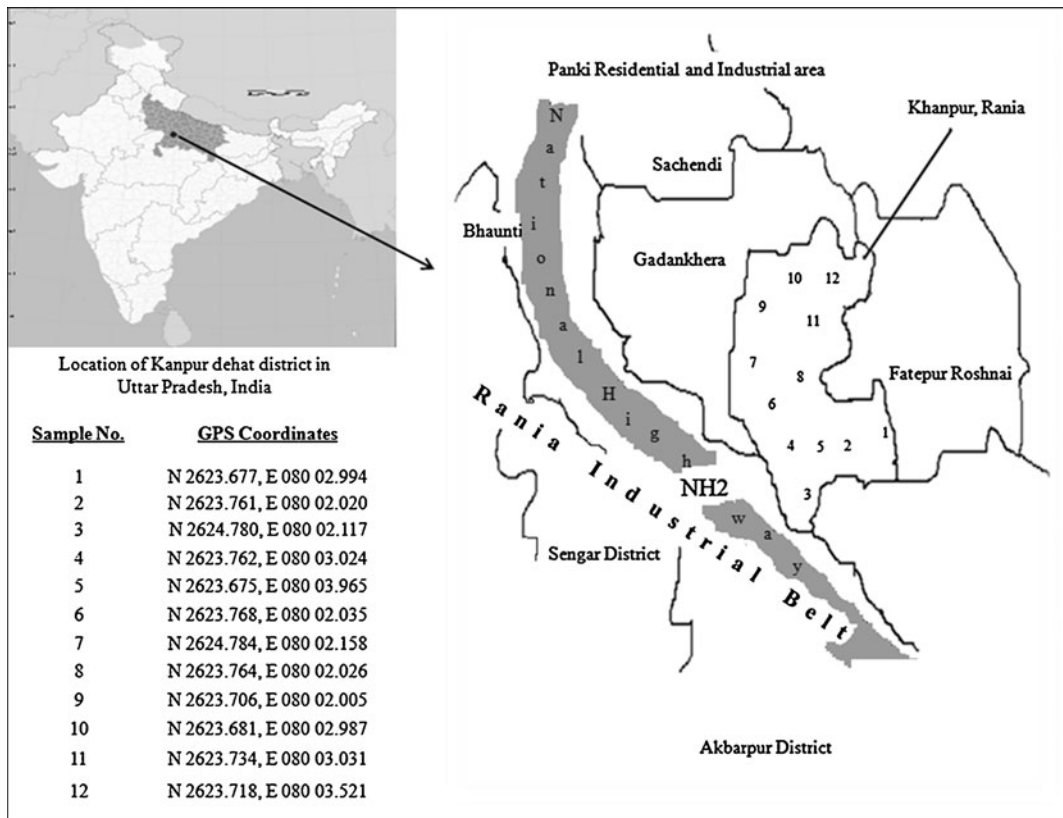 Location of Kanpur dehat district in
Uttar Pradesh, India
Sample No. GPS Coordinates
1 N 2623.677, E 080 02.994
2 N 2623.761, E 080 02.020
3 N 2624.780, E 080 02.117
4 N 2623.762, E 080 03.024
5 N 2623.675, E 080 03.965
6 N 2623.768, E 080 02.035
7 N 2624.784, E 080 02.158
8 N 2623.764, E 080 02.026
9 N 2623.706, E 080 02.005
10 N 2623.681, E 080 02.987
11 N 2623.734, E 080 03.031
12 N 2623.718, E 080 03.521
Panki Residential and Industrial area
Khanpur, Rania
Sachendi
Bhaunti
Gadankhera
National Highway
NH2
Rania Industrial Belt
10 12
9
11
7
8
6
4 5 2 1
3
Fatepur Roshnai
Sengar District
Akbarpur District